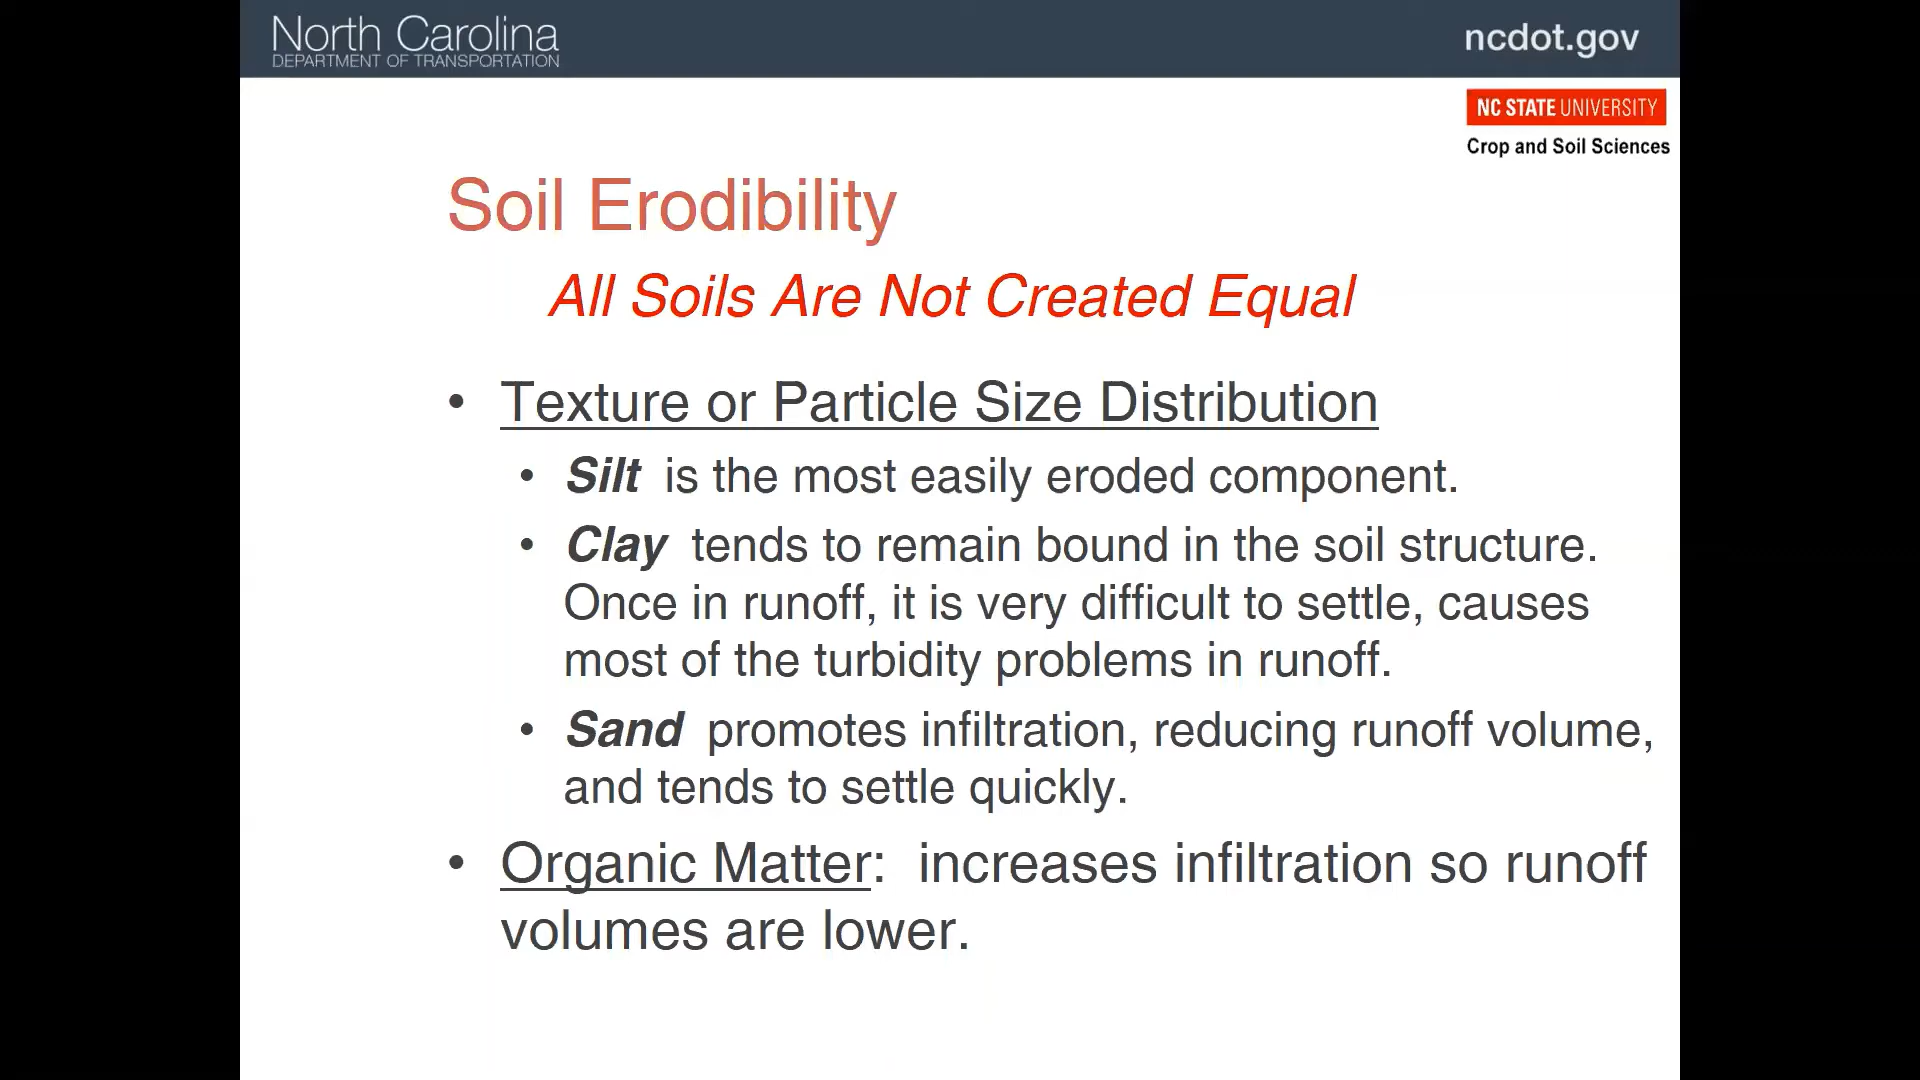 North Carolina
DEPARTMENT OF TRANSPORTATION
ncdot.gov
NC STATE UNIVERSITY
Crop and Soil Sciences
Soil Erodibility
All Soils Are Not Created Equal
• Texture or Particle Size Distribution
• Silt is the most easily eroded component.
• Clay tends to remain bound in the soil structure.
Once in runoff, it is very difficult to settle, causes
most of the turbidity problems in runoff.
• Sand promotes infiltration, reducing runoff volume,
and tends to settle quickly.
• Organic Matter: increases infiltration so runoff
volumes are lower.